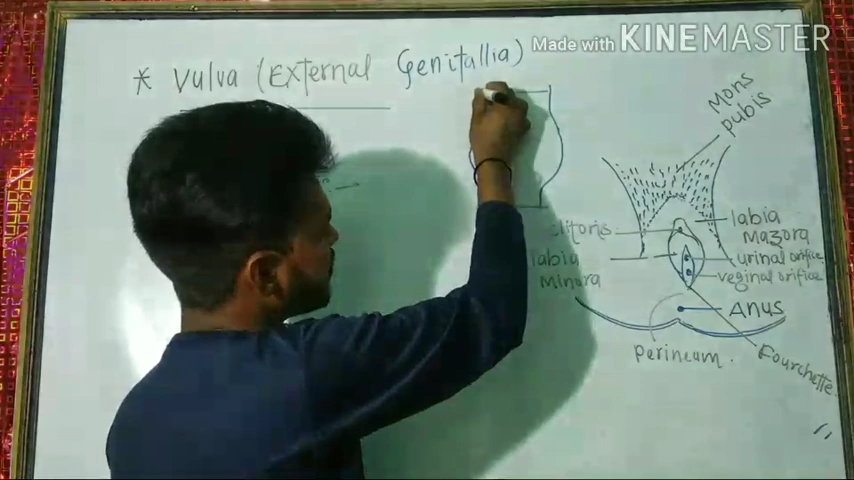 * Vulva (External Genitallia)
Made with KINEMASTER
Mons
pubis
clitoris
labia
Mazora
labia
Minora
urinal orifice
veginal orifice
Anus
Perineum
Fourchette